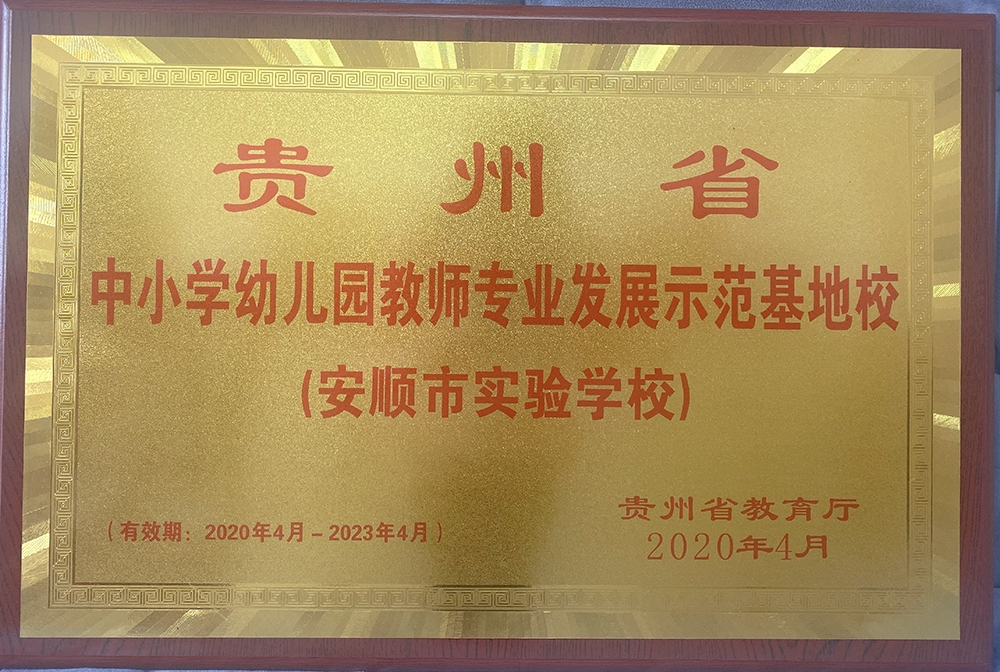 贵州省
中小学幼儿园教师专业发展示范基地校
(安顺市实验学校)
贵州省教育厅
(有效期：2020年4月－2023年4月)
2020年4月